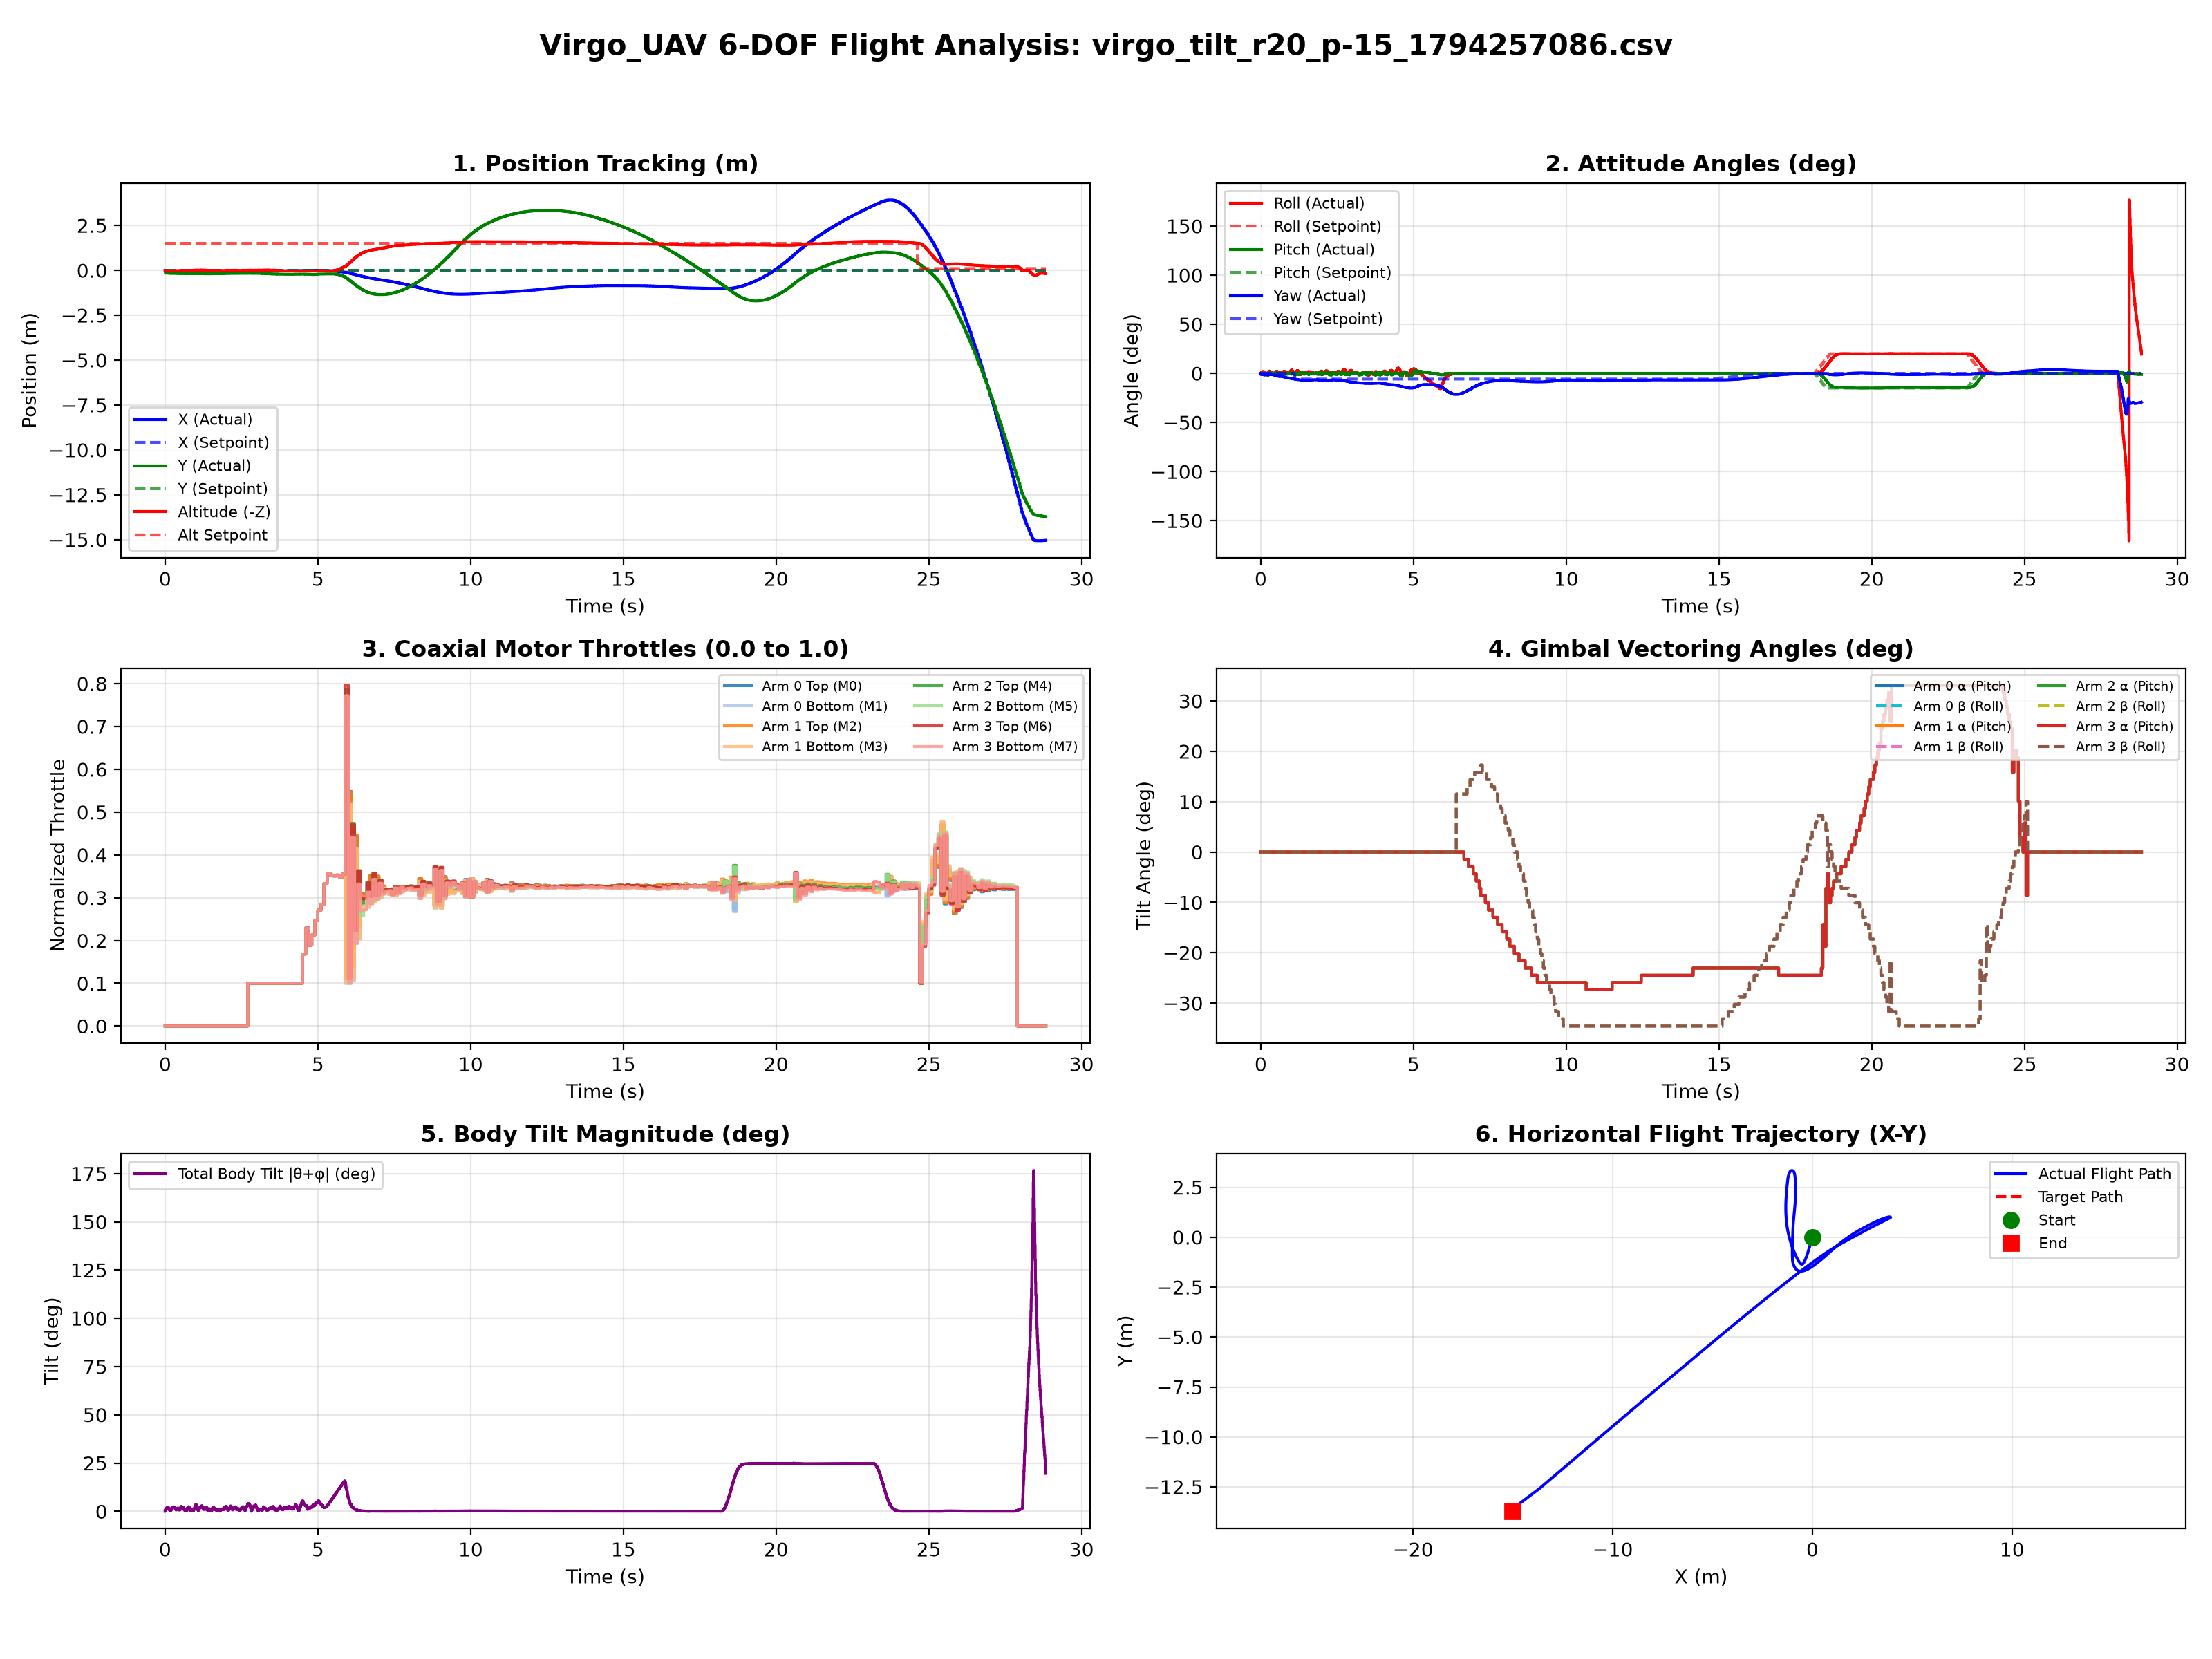 Virgo_UAV 6-DOF Flight Analysis: virgo_tilt_r20_p-15_1794257086.csv
1. Position Tracking (m)
Position (m)
2.5
0.0
−2.5
−5.0
−7.5
−10.0
−12.5
−15.0
X (Actual)
X (Setpoint)
Y (Actual)
Y (Setpoint)
Altitude (-Z)
Alt Setpoint
0 5 10 15 20 25 30
Time (s)
2. Attitude Angles (deg)
Angle (deg)
150
100
50
0
−50
−100
−150
Roll (Actual)
Roll (Setpoint)
Pitch (Actual)
Pitch (Setpoint)
Yaw (Actual)
Yaw (Setpoint)
0 5 10 15 20 25 30
Time (s)
3. Coaxial Motor Throttles (0.0 to 1.0)
Normalized Throttle
0.8
0.7
0.6
0.5
0.4
0.3
0.2
0.1
0.0
Arm 0 Top (M0)
Arm 0 Bottom (M1)
Arm 1 Top (M2)
Arm 1 Bottom (M3)
Arm 2 Top (M4)
Arm 2 Bottom (M5)
Arm 3 Top (M6)
Arm 3 Bottom (M7)
0 5 10 15 20 25 30
Time (s)
4. Gimbal Vectoring Angles (deg)
Tilt Angle (deg)
30
20
10
0
−10
−20
−30
Arm 0 α (Pitch)
Arm 0 β (Roll)
Arm 1 α (Pitch)
Arm 1 β (Roll)
Arm 2 α (Pitch)
Arm 2 β (Roll)
Arm 3 α (Pitch)
Arm 3 β (Roll)
0 5 10 15 20 25 30
Time (s)
5. Body Tilt Magnitude (deg)
Tilt (deg)
175
150
125
100
75
50
25
0
Total Body Tilt |θ+φ| (deg)
0 5 10 15 20 25 30
Time (s)
6. Horizontal Flight Trajectory (X-Y)
Y (m)
2.5
0.0
−2.5
−5.0
−7.5
−10.0
−12.5
Actual Flight Path
Target Path
Start
End
−20 −10 0 10
X (m)